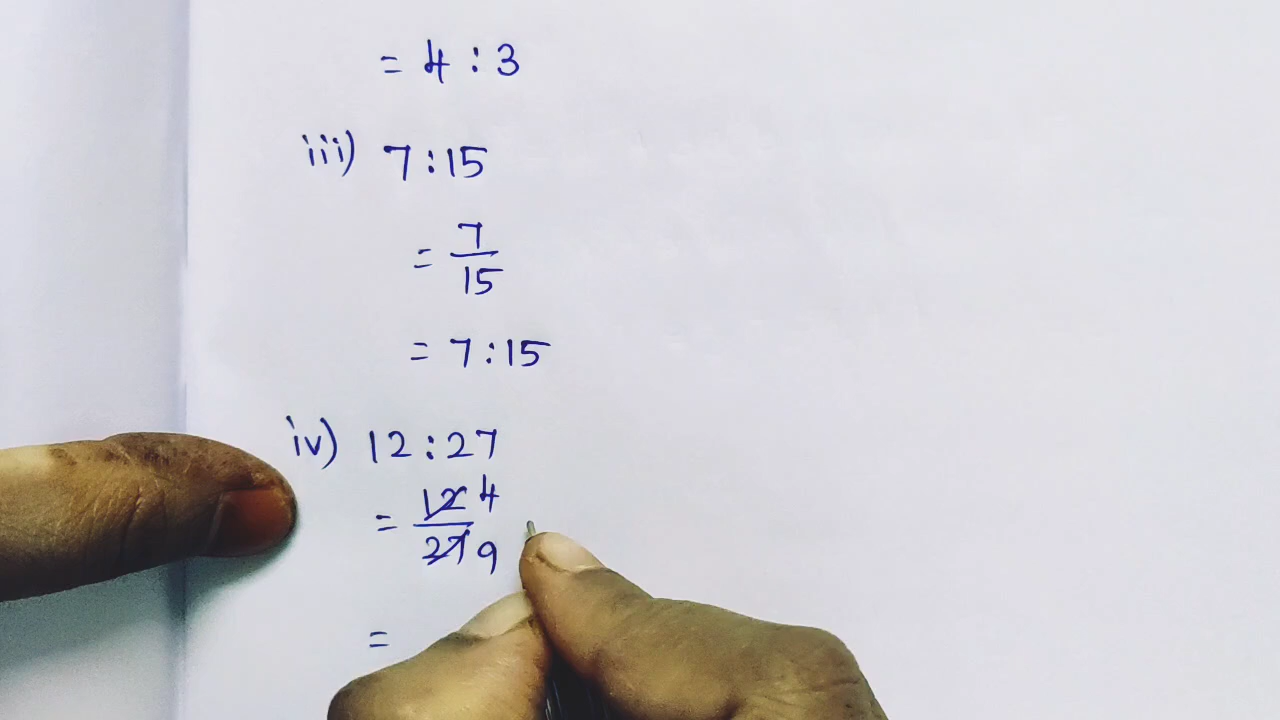 = 4 : 3
iii) 7 : 15
= 7/15
= 7 : 15
iv) 12 : 27
= 12 4
27 9
=